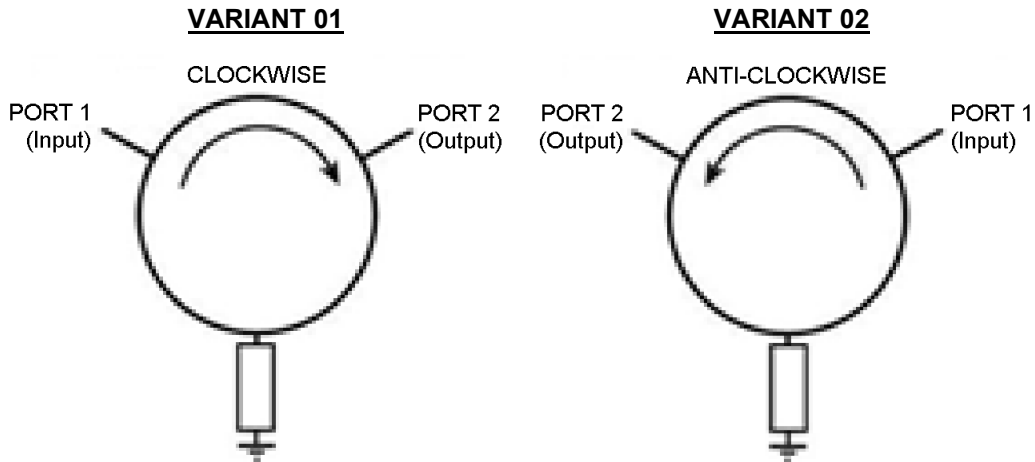 VARIANT 01
VARIANT 02
CLOCKWISE
ANTI-CLOCKWISE
PORT 1
(Input)
PORT 2
(Output)
PORT 2
(Output)
PORT 1
(Input)